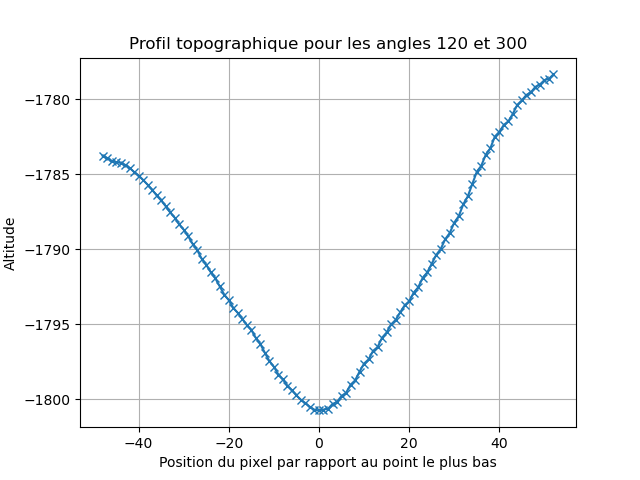 Profil topographique pour les angles 120 et 300
−1780
−1785
−1790
−1795
−1800
Altitude
−40 −20 0 20 40
Position du pixel par rapport au point le plus bas